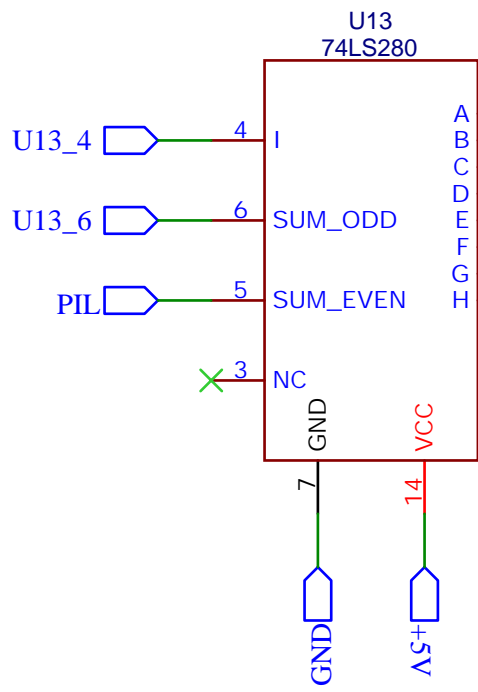 U13
74LS280
A
U13_4 4 I B
C
D
U13_6 6 SUM_ODD E
F
G
PIL 5 SUM_EVEN H
3 NC
GND VCC
7 14
GND +5V